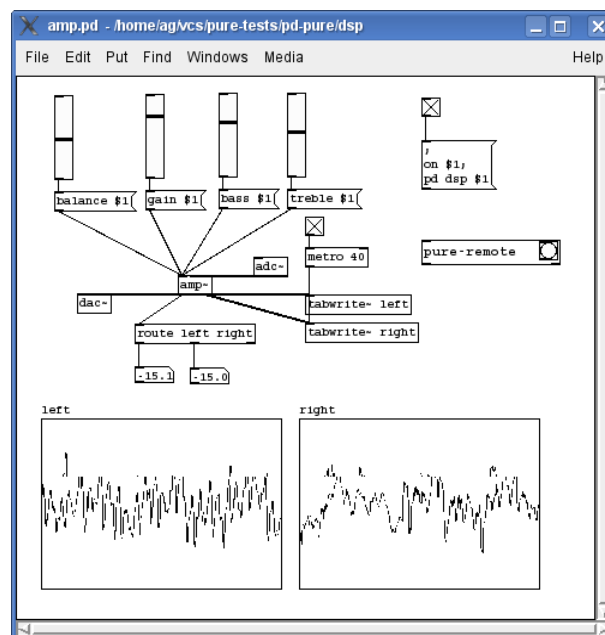 amp.pd - /home/ag/vcs/pure-tests/pd-pure/dsp
File Edit Put Find Windows Media Help
balance $1
gain $1
bass $1
treble $1
;
on $1;
pd dsp $1
metro 40
pure-remote
adc~
amp~
dac~
tabwrite~ left
tabwrite~ right
route left right
-15.1
-15.0
left
right